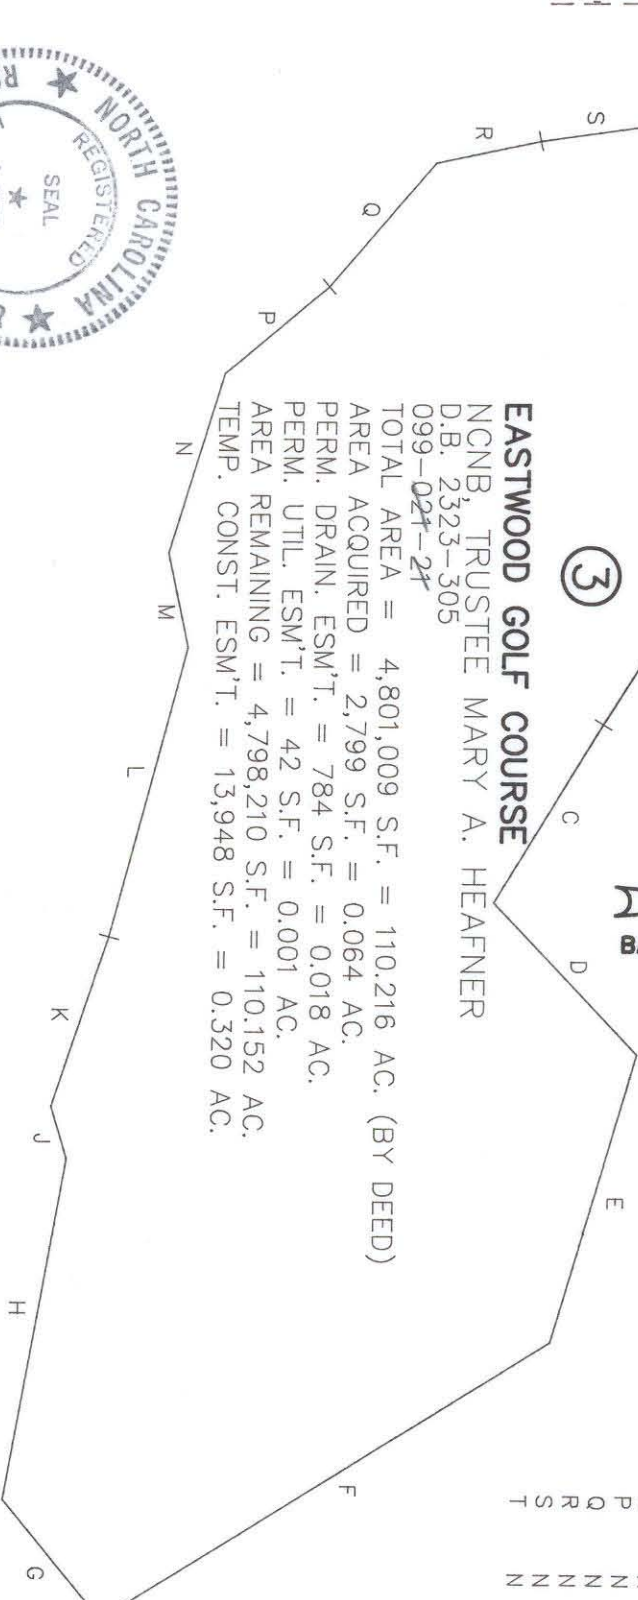 ③
EASTWOOD GOLF COURSE
NCNB, TRUSTEE MARY A. HEAFNER
D.B. 2323-305
099-021-21
TOTAL AREA = 4,801,009 S.F. = 110.216 AC. (BY DEED)
AREA ACQUIRED = 2,799 S.F. = 0.064 AC.
PERM. DRAIN. ESM'T. = 784 S.F. = 0.018 AC.
PERM. UTIL. ESM'T. = 42 S.F. = 0.001 AC.
AREA REMAINING = 4,798,210 S.F. = 110.152 AC.
TEMP. CONST. ESM'T. = 13,948 S.F. = 0.320 AC.
S
R
Q
P
N
M
L
K
J
H
G
F
E
D
C
P N
Q N
R N
S N
T N
NORTH CAROLINA
REGISTERED
SEAL